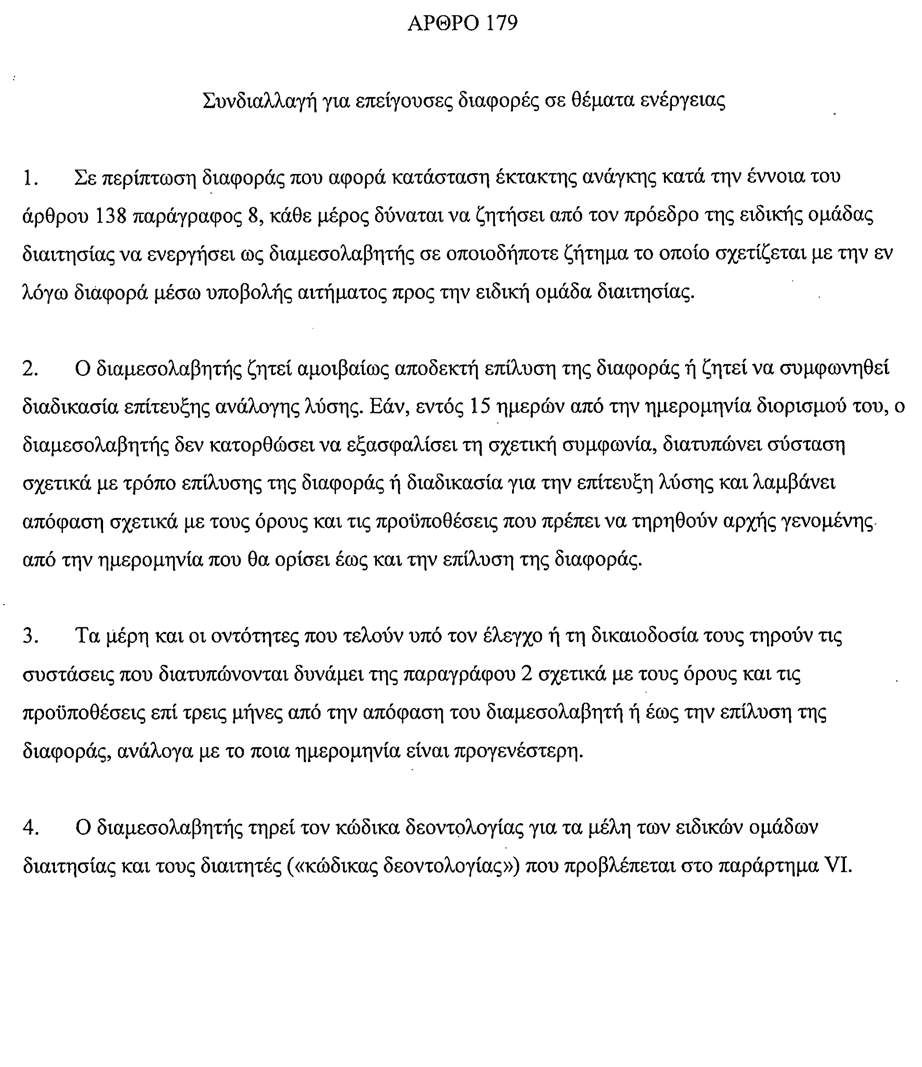 ΑΡΘΡΟ 179
Συνδιαλλαγή για επείγουσες διαφορές σε θέματα ενέργειας
1. Σε περίπτωση διαφοράς που αφορά κατάσταση έκτακτης ανάγκης κατά την έννοια του
άρθρου 138 παράγραφος 8, κάθε μέρος δύναται να ζητήσει από τον πρόεδρο της ειδικής ομάδας
διαιτησίας να ενεργήσει ως διαμεσολαβητής σε οποιοδήποτε ζήτημα το οποίο σχετίζεται με την εν
λόγω διαφορά μέσω υποβολής αιτήματος προς την ειδική ομάδα διαιτησίας.
2. Ο διαμεσολαβητής ζητεί αμοιβαίως αποδεκτή επίλυση της διαφοράς ή ζητεί να συμφωνηθεί
διαδικασία επίτευξης ανάλογης λύσης. Εάν, εντός 15 ημερών από την ημερομηνία διορισμού του, ο
διαμεσολαβητής δεν κατορθώσει να εξασφαλίσει τη σχετική συμφωνία, διατυπώνει σύσταση
σχετικά με τρόπο επίλυσης της διαφοράς ή διαδικασία για την επίτευξη λύσης και λαμβάνει
απόφαση σχετικά με τους όρους και τις προϋποθέσεις που πρέπει να τηρηθούν αρχής γενομένης
από την ημερομηνία που θα ορίσει έως και την επίλυση της διαφοράς.
3. Τα μέρη και οι οντότητες που τελούν υπό τον έλεγχο ή τη δικαιοδοσία τους τηρούν τις
συστάσεις που διατυπώνονται δυνάμει της παραγράφου 2 σχετικά με τους όρους και τις
προϋποθέσεις επί τρεις μήνες από την απόφαση του διαμεσολαβητή ή έως την επίλυση της
διαφοράς, ανάλογα με το ποια ημερομηνία είναι προγενέστερη.
4. Ο διαμεσολαβητής τηρεί τον κώδικα δεοντολογίας για τα μέλη των ειδικών ομάδων
διαιτησίας και τους διαιτητές («κώδικας δεοντολογίας») που προβλέπεται στο παράρτημα VI.